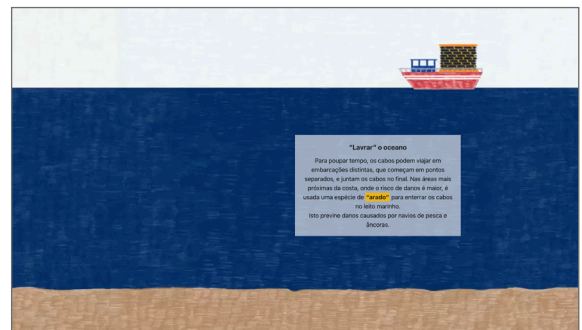 "Lavrar" o oceano
Para poupar tempo, os cabos podem viajar em
embarcações distintas, que começam em pontos
separados, e juntam os cabos no final. Nas áreas mais
próximas da costa, onde o risco de danos é maior, é
usada uma espécie de "arado" para enterrar os cabos
no leito marinho.
Isto previne danos causados por navios de pesca e
âncoras.